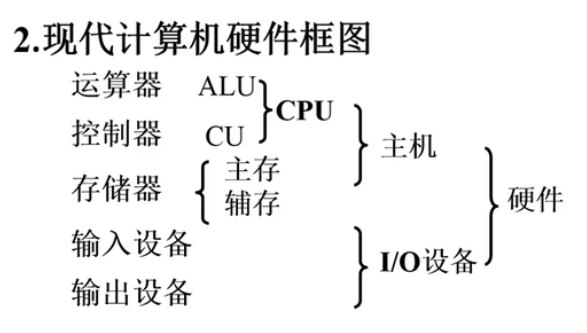 2.现代计算机硬件框图
运算器 ALU
CPU
控制器 CU
主机
存储器
主存
辅存
硬件
输入设备
I/O设备
输出设备